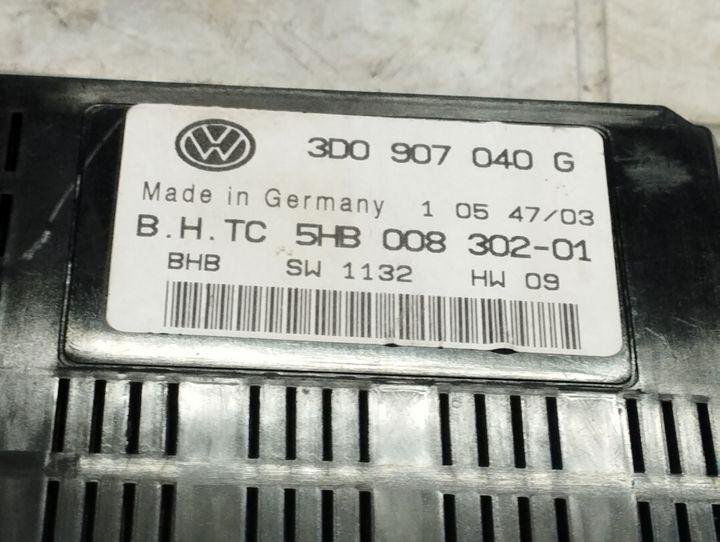 3D0 907 040 G
Made in Germany 1 05 47/03
B.H.TC 5HB 008 302-01
BHB SW 1132 HW 09